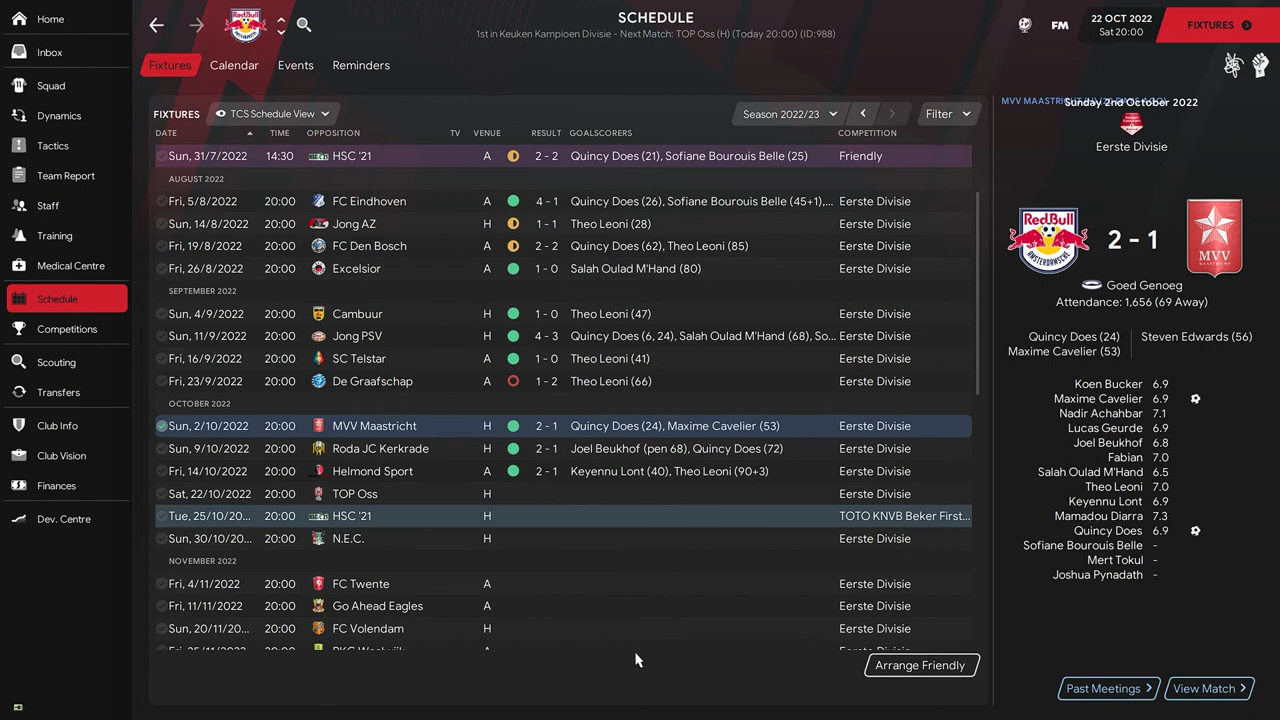 Home
Inbox
Squad
Dynamics
Tactics
Team Report
Staff
Training
Medical Centre
Schedule
Competitions
Scouting
Transfers
Club Info
Club Vision
Finances
Dev. Centre
SCHEDULE
1st in Keuken Kampioen Divisie - Next Match: TOP Oss (H) (Today 20:00) (ID:988)
FM
22 OCT 2022
Sat 20:00
FIXTURES
Fixtures Calendar Events Reminders
FIXTURES TCS Schedule View Season 2022/23 Filter
DATE TIME OPPOSITION TV VENUE RESULT GOALSCORERS COMPETITION
Sun, 31/7/2022 14:30 HSC '21 A 2 - 2 Quincy Does (21), Sofiane Bourouis Belle (25) Friendly
AUGUST 2022
Fri, 5/8/2022 20:00 FC Eindhoven A 4 - 1 Quincy Does (26), Sofiane Bourouis Belle (45+1),... Eerste Divisie
Sun, 14/8/2022 20:00 Jong AZ H 1 - 1 Theo Leoni (28) Eerste Divisie
Fri, 19/8/2022 20:00 FC Den Bosch A 2 - 2 Quincy Does (62), Theo Leoni (85) Eerste Divisie
Fri, 26/8/2022 20:00 Excelsior A 1 - 0 Salah Oulad M'Hand (80) Eerste Divisie
SEPTEMBER 2022
Sun, 4/9/2022 20:00 Cambuur H 1 - 0 Theo Leoni (47) Eerste Divisie
Sun, 11/9/2022 20:00 Jong PSV H 4 - 3 Quincy Does (6,24), Salah Oulad M'Hand (68), So... Eerste Divisie
Fri, 16/9/2022 20:00 SC Telstar A 1 - 0 Theo Leoni (41) Eerste Divisie
Fri, 23/9/2022 20:00 De Graafschap A 1 - 2 Theo Leoni (66) Eerste Divisie
OCTOBER 2022
Sun, 2/10/2022 20:00 MVV Maastricht H 2 - 1 Quincy Does (24), Maxime Cavelier (53) Eerste Divisie
Sun, 9/10/2022 20:00 Roda JC Kerkrade H 2 - 1 Joel Beukhof (pen 68), Quincy Does (72) Eerste Divisie
Fri, 14/10/2022 20:00 Helmond Sport A 2 - 1 Keyennu Lont (40), Theo Leoni (90+3) Eerste Divisie
Sat, 22/10/2022 20:00 TOP Oss H Eerste Divisie
Tue, 25/10/20... 20:00 HSC '21 H TOTO KNVB Beker First...
Sun, 30/10/20... 20:00 N.E.C. H Eerste Divisie
NOVEMBER 2022
Fri, 4/11/2022 20:00 FC Twente A Eerste Divisie
Fri, 11/11/2022 20:00 Go Ahead Eagles A Eerste Divisie
Sun, 20/11/20... 20:00 FC Volendam H Eerste Divisie
Arrange Friendly
MVV MAASTRICHT
Sunday 2nd October 2022
Eerste Divisie
RedBull
AMSTERDAMSCHE
2 - 1
MVV
MAASTRICHT
Goed Genoeg
Attendance: 1,656 (69 Away)
Quincy Does (24) Steven Edwards (56)
Maxime Cavelier (53)
Koen Bucker 6.9
Maxime Cavelier 6.9
Nadir Achahbar 7.1
Lucas Geurde 6.9
Joel Beukhof 6.8
Fabian 7.0
Salah Oulad M'Hand 6.5
Theo Leoni 7.0
Keyennu Lont 6.9
Mamadou Diarra 7.3
Quincy Does 6.9
Sofiane Bourouis Belle -
Mert Tokul -
Joshua Pynadath -
Past Meetings View Match